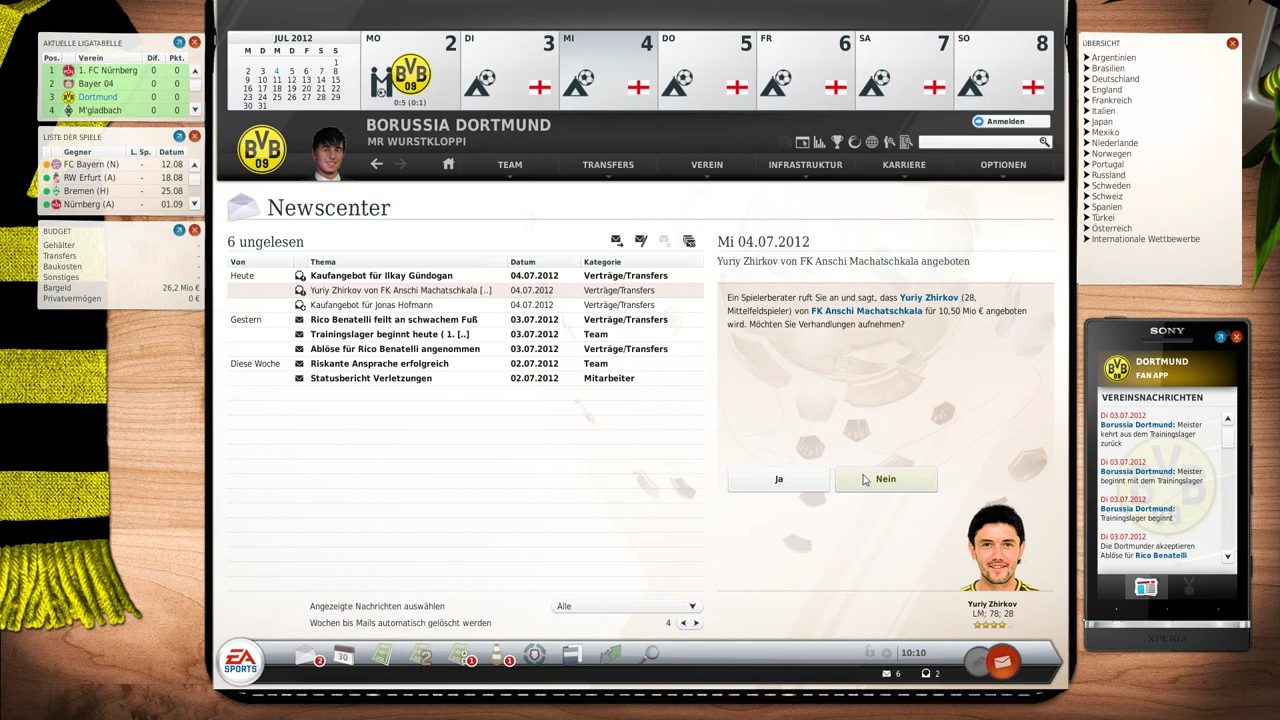 AKTUELLE LIGATABELLE
Pos. Verein Dif. Pkt.
1 1. FC Nürnberg 0 0
2 Bayer 04 0 0
3 Dortmund 0 0
4 M'gladbach 0 0
LISTE DER SPIELE
Gegner L. Sp. Datum
FC Bayern (N) - 12.08
RW Erfurt (A) - 18.08
Bremen (H) - 25.08
Nürnberg (A) - 01.09
BUDGET
Gehälter -
Transfers -
Baukosten -
Sonstiges -
Bargeld 26,2 Mio €
Privatvermögen 0 €
JUL 2012
M D M D F S S
1
2 3 4 5 6 7 8
9 10 11 12 13 14 15
16 17 18 19 20 21 22
23 24 25 26 27 28 29
30 31
MO 2
BVB 09
0:5 (0:1)
DI 3
MI 4
DO 5
FR 6
SA 7
SO 8
BVB
09
BORUSSIA DORTMUND
MR WURSTKLOPPI
Anmelden
TEAM TRANSFERS VEREIN INFRASTRUKTUR KARRIERE OPTIONEN
Newscenter
6 ungelesen
Von Thema Datum Kategorie
Heute Kaufangebot für Ilkay Gündogan 04.07.2012 Verträge/Transfers
Yuriy Zhirkov von FK Anschi Machatschkala [..] 04.07.2012 Verträge/Transfers
Kaufangebot für Jonas Hofmann 04.07.2012 Verträge/Transfers
Gestern Rico Benatelli feilt an schwachem Fuß 03.07.2012 Verträge/Transfers
Trainingslager beginnt heute ( 1. [..] 03.07.2012 Team
Ablöse für Rico Benatelli angenommen 03.07.2012 Verträge/Transfers
Diese Woche Riskante Ansprache erfolgreich 02.07.2012 Team
Statusbericht Verletzungen 02.07.2012 Mitarbeiter
Angezeigte Nachrichten auswählen Alle
Wochen bis Mails automatisch gelöscht werden 4
Mi 04.07.2012
Yuriy Zhirkov von FK Anschi Machatschkala angeboten
Ein Spielerberater ruft Sie an und sagt, dass Yuriy Zhirkov (28,
Mittelfeldspieler) von FK Anschi Machatschkala für 10,50 Mio € angeboten
wird. Möchten Sie Verhandlungen aufnehmen?
Ja Nein
Yuriy Zhirkov
LM; 78; 28
EA
SPORTS
2 30 2 1 1
10:10
6 2
ÜBERSICHT
Argentinien
Brasilien
Deutschland
England
Frankreich
Italien
Japan
Mexiko
Niederlande
Norwegen
Portugal
Russland
Schweden
Schweiz
Spanien
Türkei
Österreich
Internationale Wettbewerbe
SONY
BVB 09
DORTMUND
FAN APP
VEREINSNACHRICHTEN
Di 03.07.2012
Borussia Dortmund: Meister
kehrt aus dem Trainingslager
zurück
Di 03.07.2012
Borussia Dortmund: Meister
beginnt mit dem Trainingslager
Di 03.07.2012
Borussia Dortmund:
Trainingslager beginnt
Di 03.07.2012
Die Dortmunder akzeptieren
Ablöse für Rico Benatelli
XPERIA